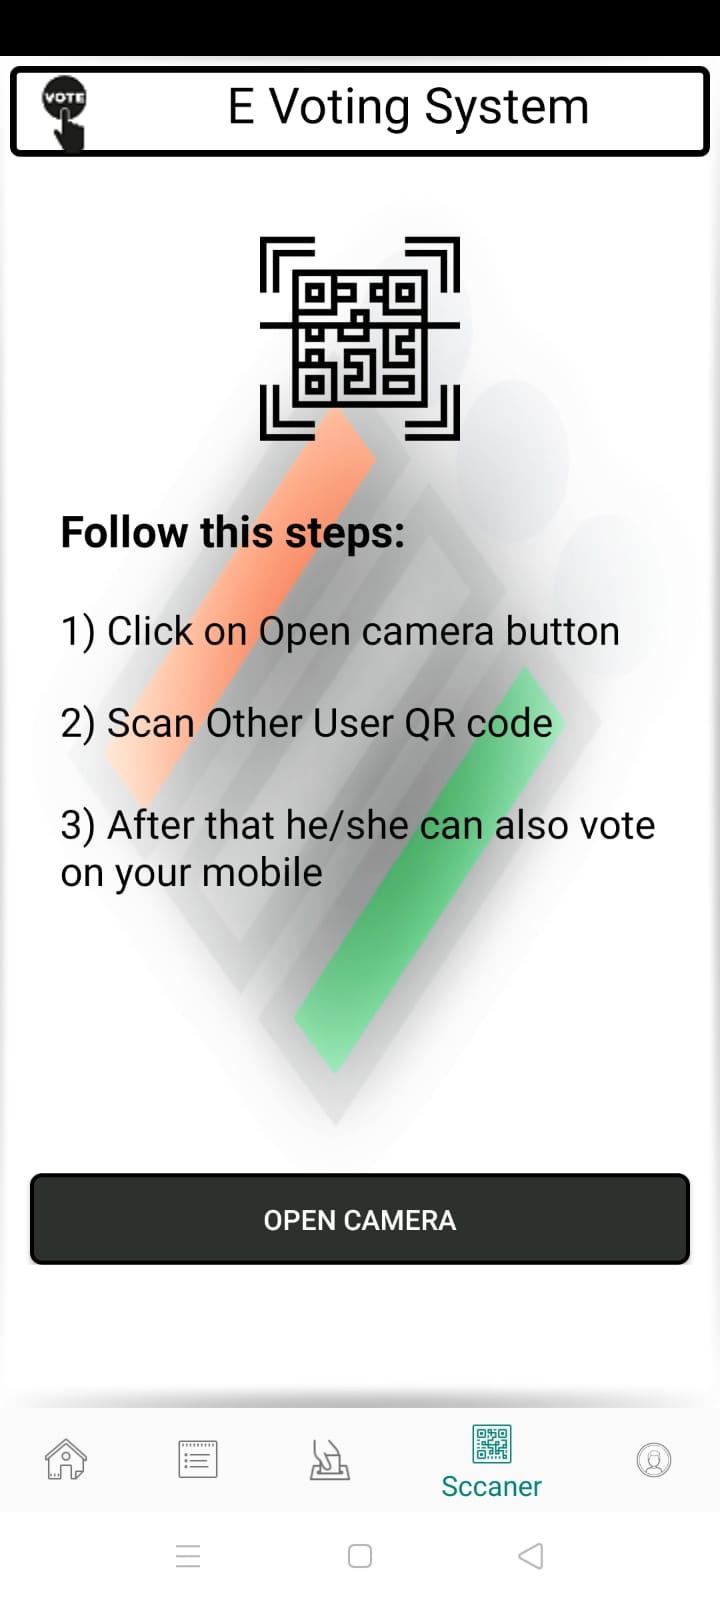 VOTE
E Voting System
Follow this steps:
1) Click on Open camera button
2) Scan Other User QR code
3) After that he/she can also vote
on your mobile
OPEN CAMERA
Sccaner